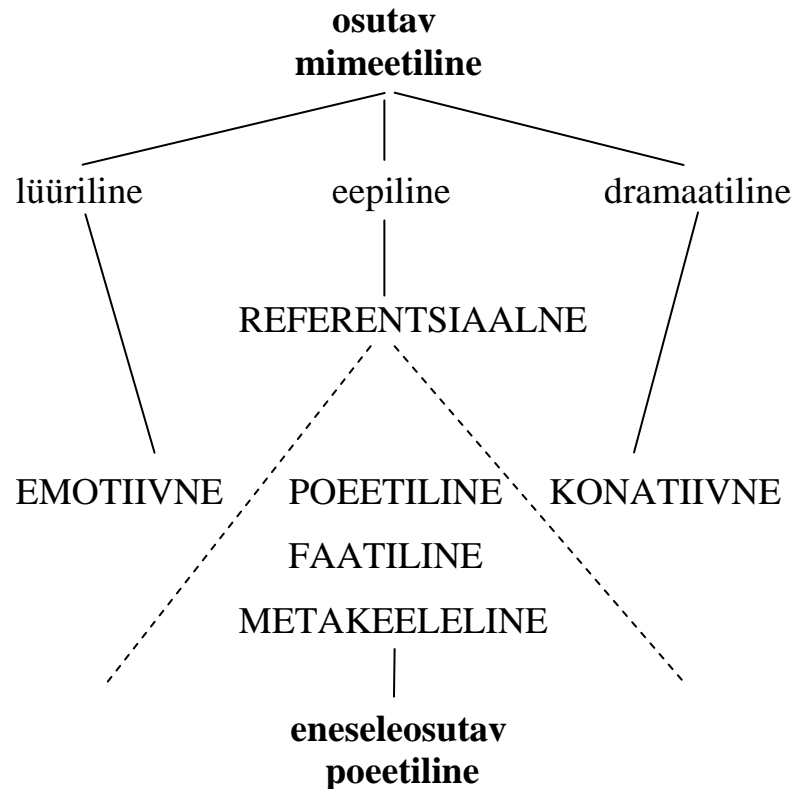 osutav
mimeetiline
lüüriline eepiline dramaatiline
REFERENTSIAALNE
EMOTIIVNE POEETILINE KONATIIVNE
FAATILINE
METAKEELELINE
eneseleosutav
poeetiline